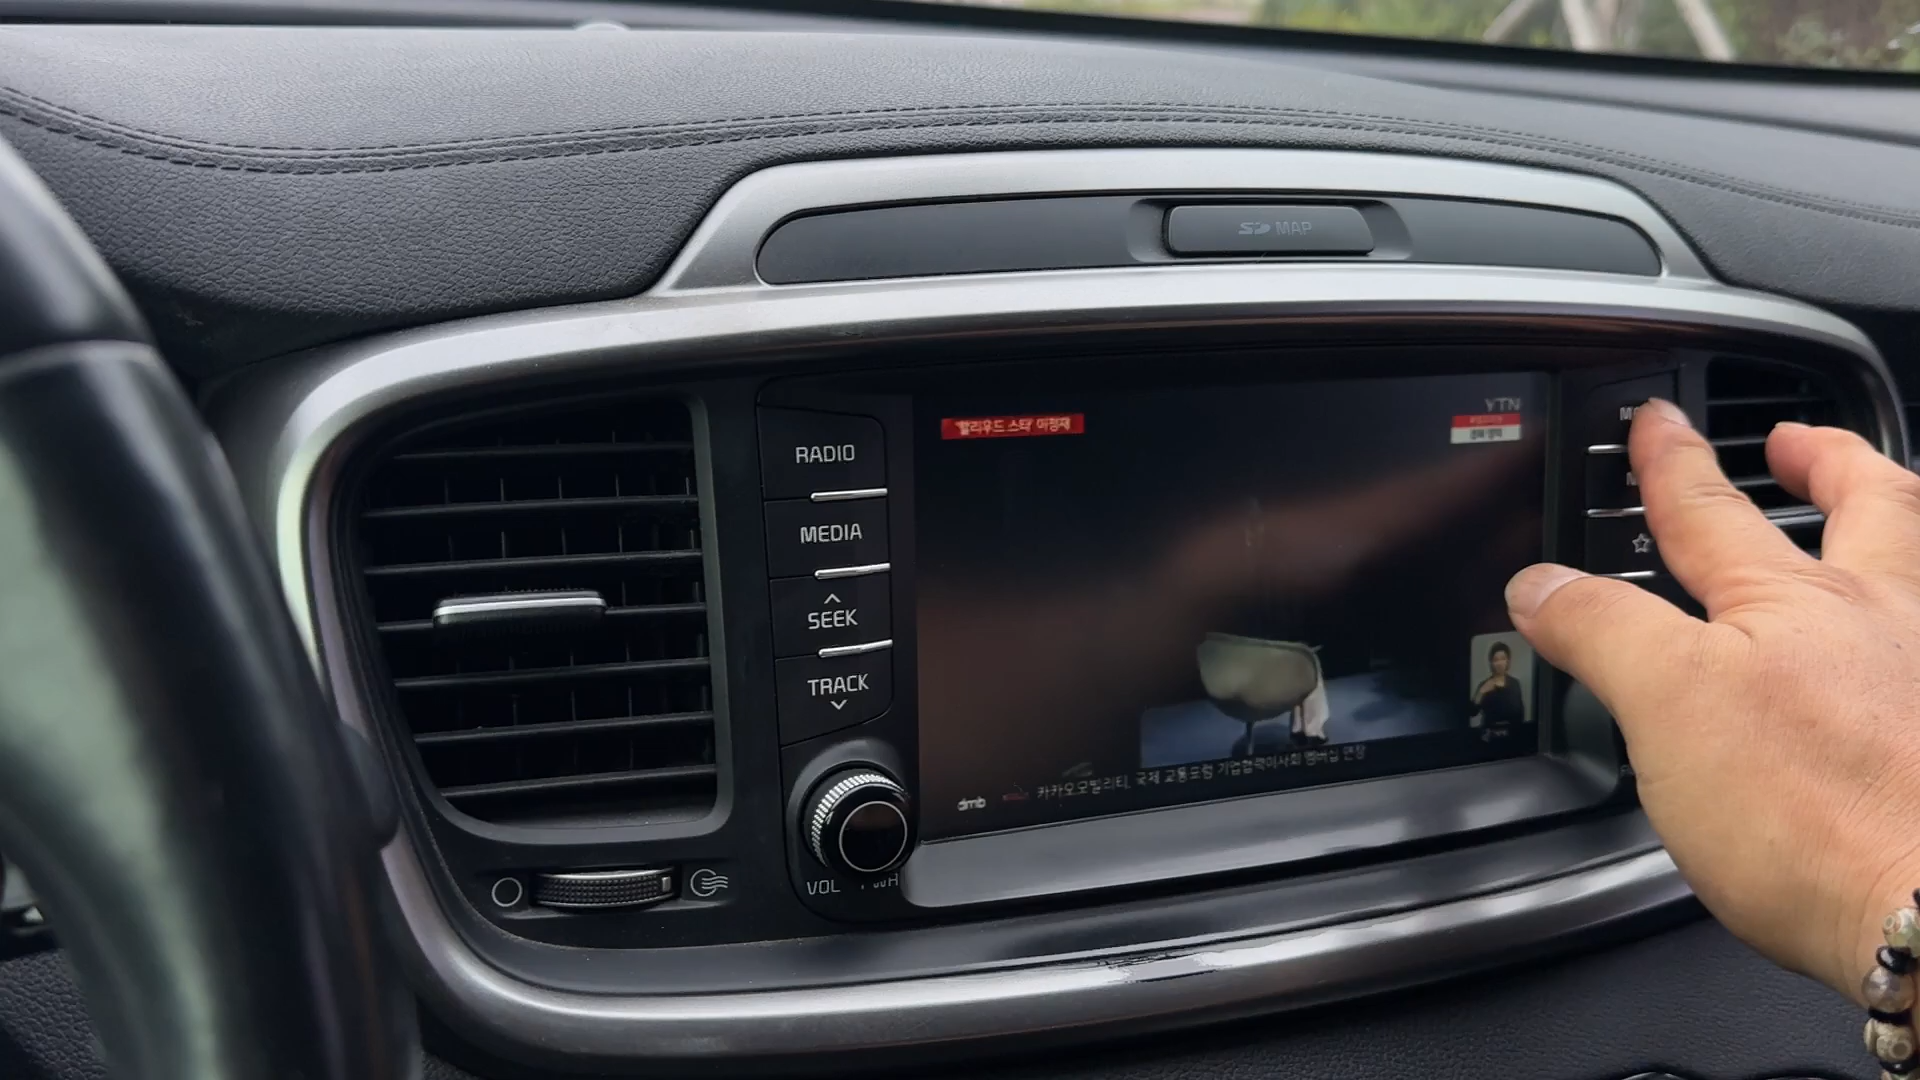 SD MAP
RADIO
MEDIA
SEEK
TRACK
VOL
'할리우드 스타' 이정재
YTN
dmb
카카오모빌리티, 국제 교통포럼 기업협력이사회 멤버십 연장